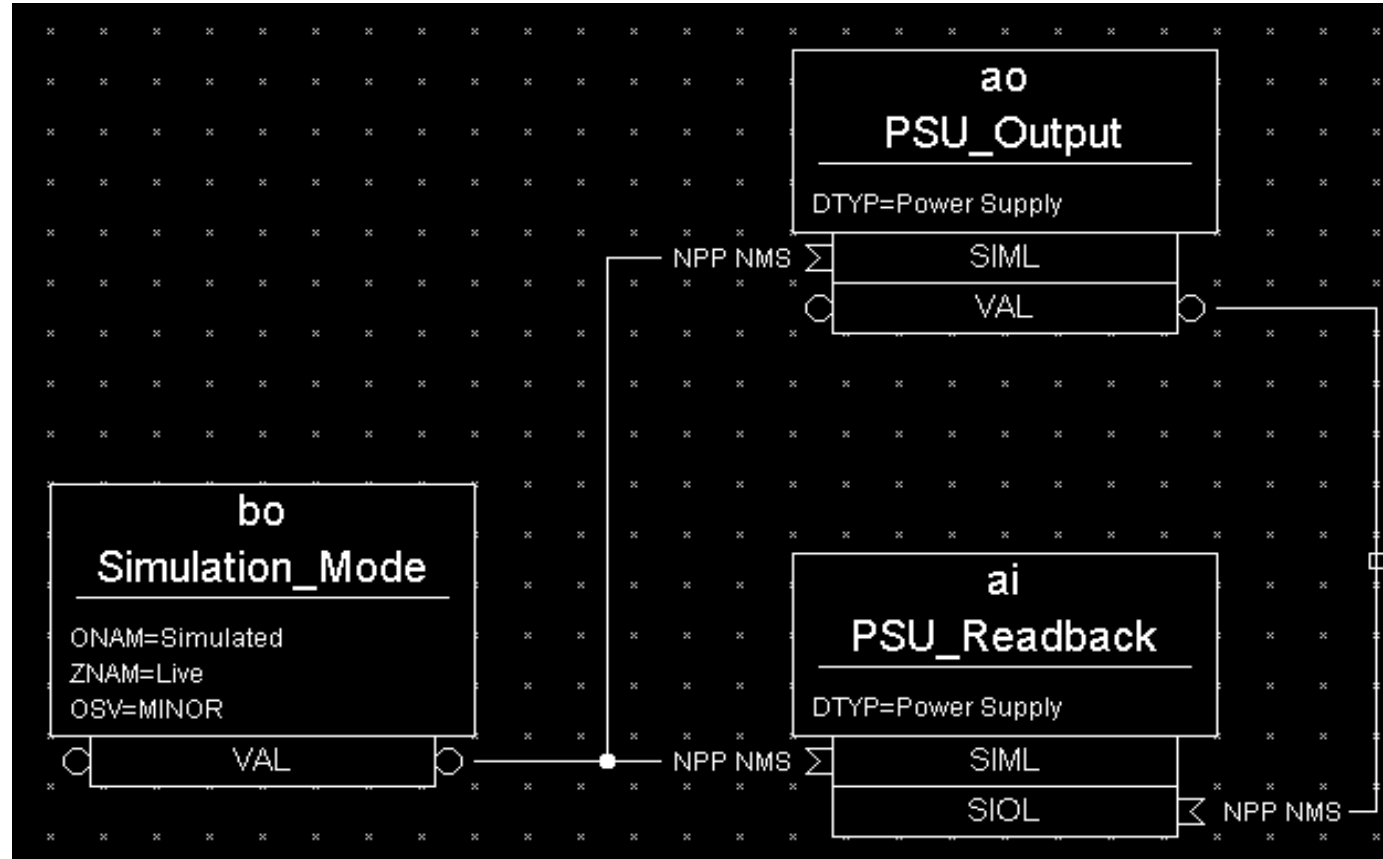 ao
PSU_Output
DTYP=Power Supply
NPP NMS
SIML
VAL
bo
Simulation_Mode
ONAM=Simulated
ZNAM=Live
OSV=MINOR
VAL
ai
PSU_Readback
DTYP=Power Supply
NPP NMS
SIML
SIOL
NPP NMS